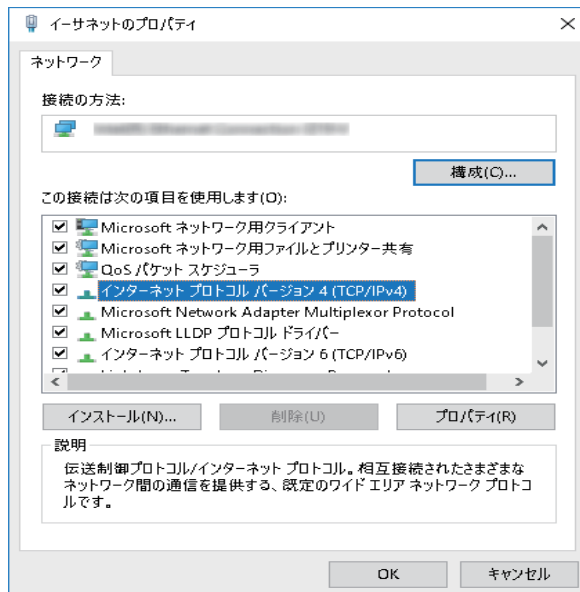 イーサネットのプロパティ
ネットワーク
接続の方法:
構成(C)...
この接続は次の項目を使用します(O):
Microsoft ネットワーク用クライアント
Microsoft ネットワーク用ファイルとプリンター共有
QoS パケット スケジューラ
インターネット プロトコル バージョン 4 (TCP/IPv4)
Microsoft Network Adapter Multiplexor Protocol
Microsoft LLDP プロトコル ドライバー
インターネット プロトコル バージョン 6 (TCP/IPv6)
インストール(N)...
削除(U)
プロパティ(R)
説明
伝送制御プロトコル/インターネット プロトコル。相互接続されたさまざまな
ネットワーク間の通信を提供する、既定のワイド エリア ネットワーク プロトコ
ルです。
OK
キャンセル